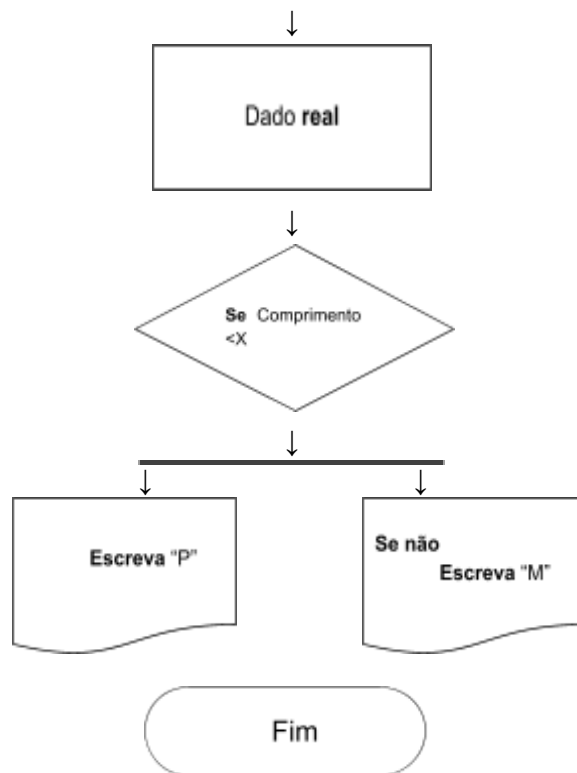 Dado real
Se Comprimento
<X
Escreva “P”
Se não
Escreva “M”
Fim